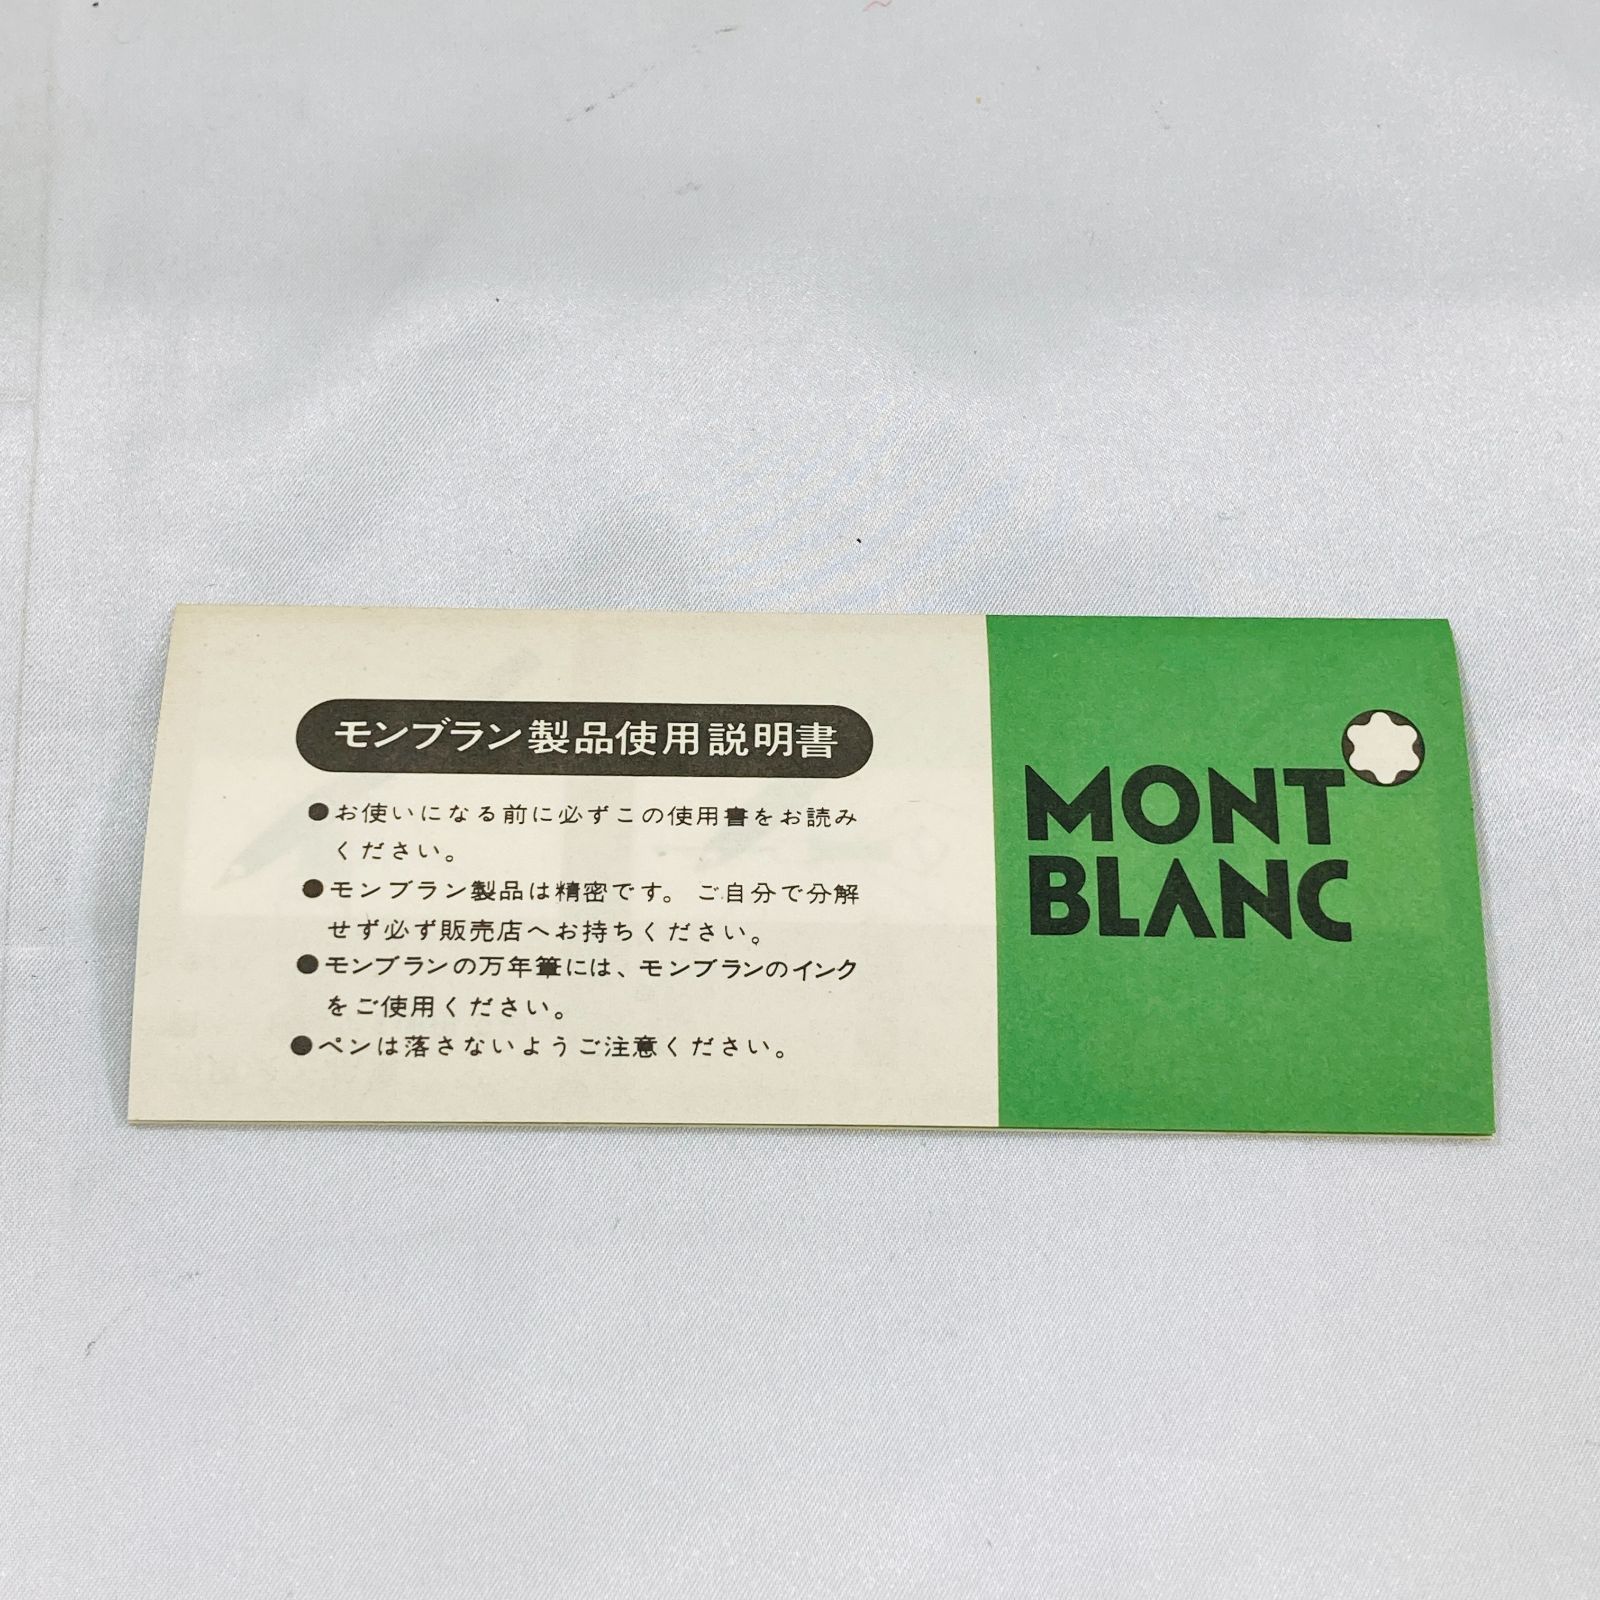 モンブラン製品使用説明書
●お使いになる前に必ずこの使用書をお読み
ください。
●モンブラン製品は精密です。ご自分で分解
せず必ず販売店へお持ちください。
●モンブランの万年筆には、モンブランのインク
をご使用ください。
●ペンは落さないようご注意ください。
MONT
BLANC